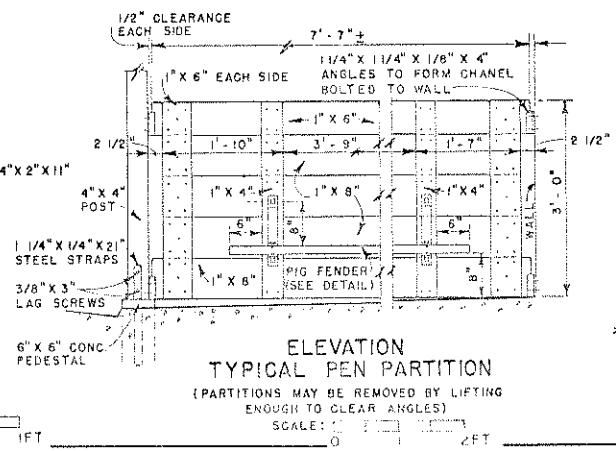 1/2" CLEARANCE
EACH SIDE
7'-7" ±
1"X 6" EACH SIDE
1 1/4" X 1 1/4" X 1/8" X 4"
ANGLES TO FORM CHANEL
BOLTED TO WALL
1"X 6"
2 1/2"
1'-10"
3'-9"
1'-7"
2 1/2"
4"X 2"X 11"
4"X 4"
POST
1"X 4"
1"X 8"
1"X 4"
3'-0"
6"
8"
6"
WALL
1 1/4"X 1/4"X 21"
STEEL STRAPS
3/8"X 3"
LAG SCREWS
1"X 8"
PIG FENDER
(SEE DETAIL)
8"
6"X 6" CONC.
PEDESTAL
ELEVATION
TYPICAL PEN PARTITION
(PARTITIONS MAY BE REMOVED BY LIFTING
ENOUGH TO CLEAR ANGLES)
SCALE:
0 1 2FT
1FT